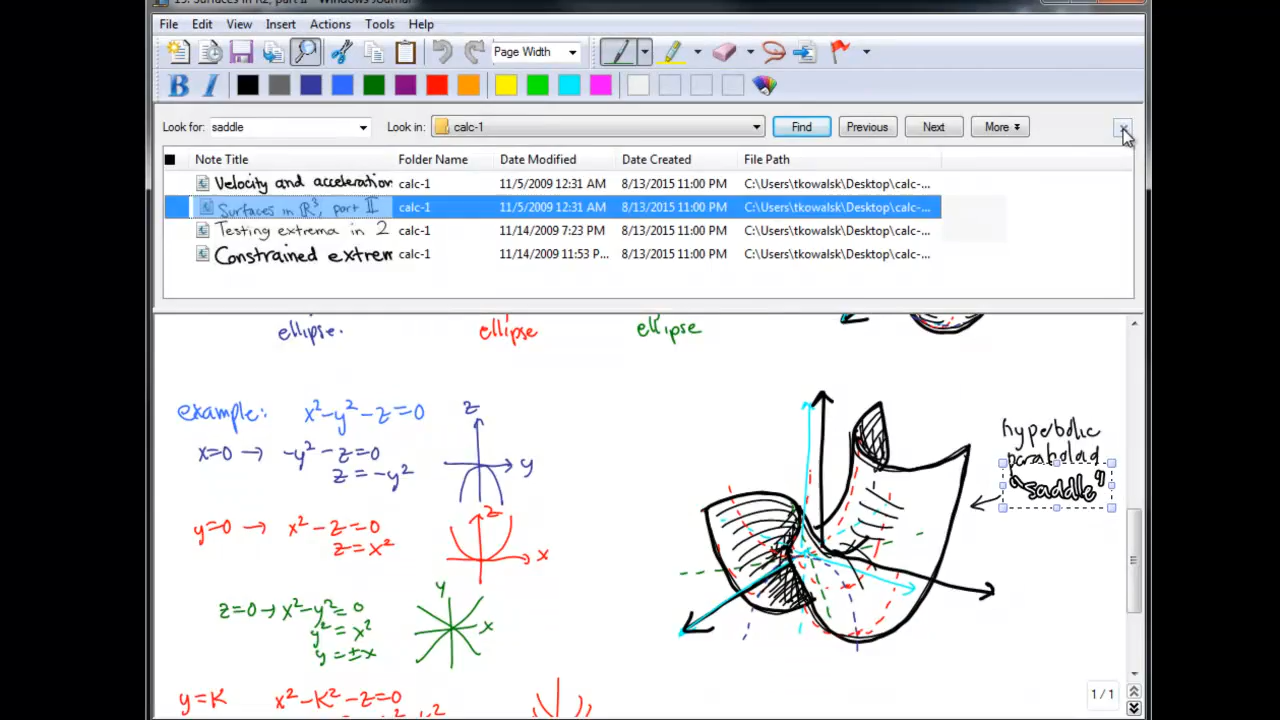 File Edit View Insert Actions Tools Help
Page Width
B I
Look for: saddle Look in: calc-1 Find Previous Next More
Note Title Folder Name Date Modified Date Created File Path
Velocity and acceleration calc-1 11/5/2009 12:31 AM 8/13/2015 11:00 PM C:\Users\tkowalsk\Desktop\calc-...
Surfaces in R³, part II calc-1 11/5/2009 12:31 AM 8/13/2015 11:00 PM C:\Users\tkowalsk\Desktop\calc-...
Testing extrema in 2 calc-1 11/14/2009 7:23 PM 8/13/2015 11:00 PM C:\Users\tkowalsk\Desktop\calc-...
Constrained extrem calc-1 11/14/2009 11:53 P... 8/13/2015 11:00 PM C:\Users\tkowalsk\Desktop\calc-...
ellipse. ellipse ellipse
example: x²-y²-z=0
x=0 → -y²-z=0
z=-y²
z
y
y=0 → x²-z=0
z=x²
z
x
z=0 → x²-y²=0
y²=x²
y=±x
y
x
hyperbolic
paraboloid
"saddle"
y=K x²-K²-z=0
1 / 1